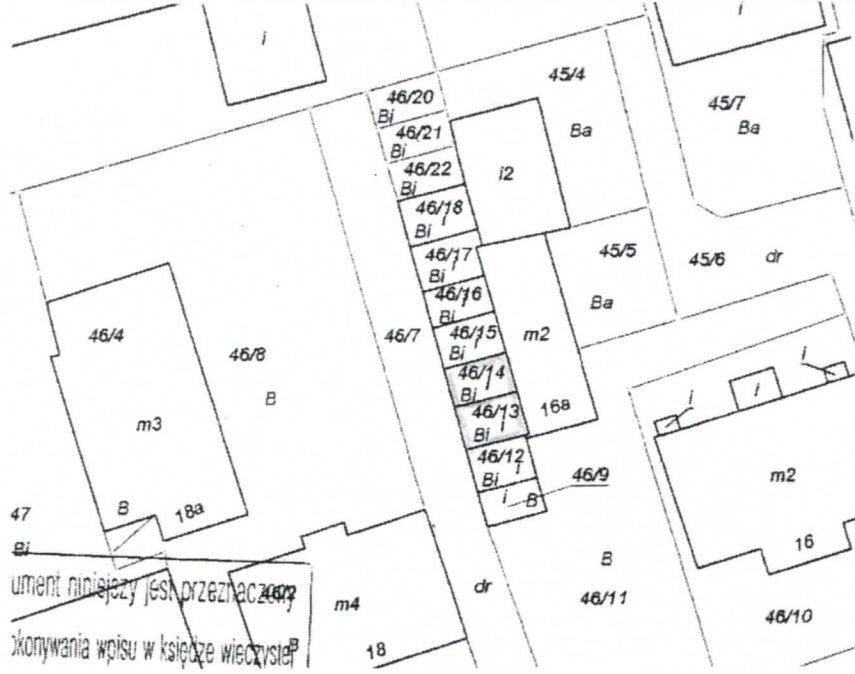 i
i
46/20
Bi
45/4
45/7
Ba
46/21
Bi
Ba
46/22
Bi
i2
46/18
Bi i
46/17
Bi i
45/5
45/6
dr
46/16
Bi
Ba
46/4
46/8
46/7
46/15
Bi i
m2
46/14
Bi i
i
i
i
B
46/13
Bi i
16a
m3
46/12
Bi i
46/9
m2
i
B
47
Bi
B
18a
16
B
ument niniejszy jest przeznaczony
46/2
m4
dr
46/11
46/10
okonywania wpisu w księdze wieczystej
B
18